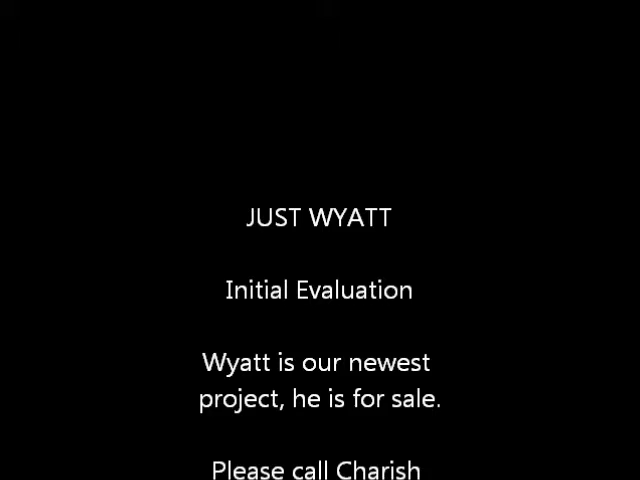 JUST WYATT
Initial Evaluation
Wyatt is our newest
project, he is for sale.
Please call Charish